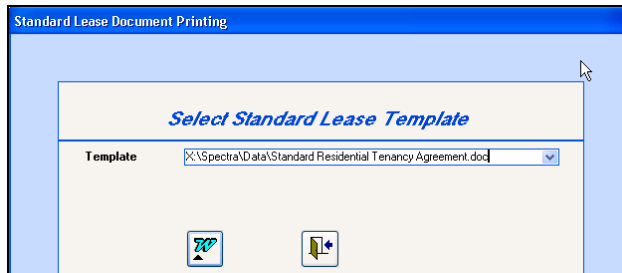 Standard Lease Document Printing
Select Standard Lease Template
Template X:\Spectra\Data\Standard Residential Tenancy Agreement.doc
W